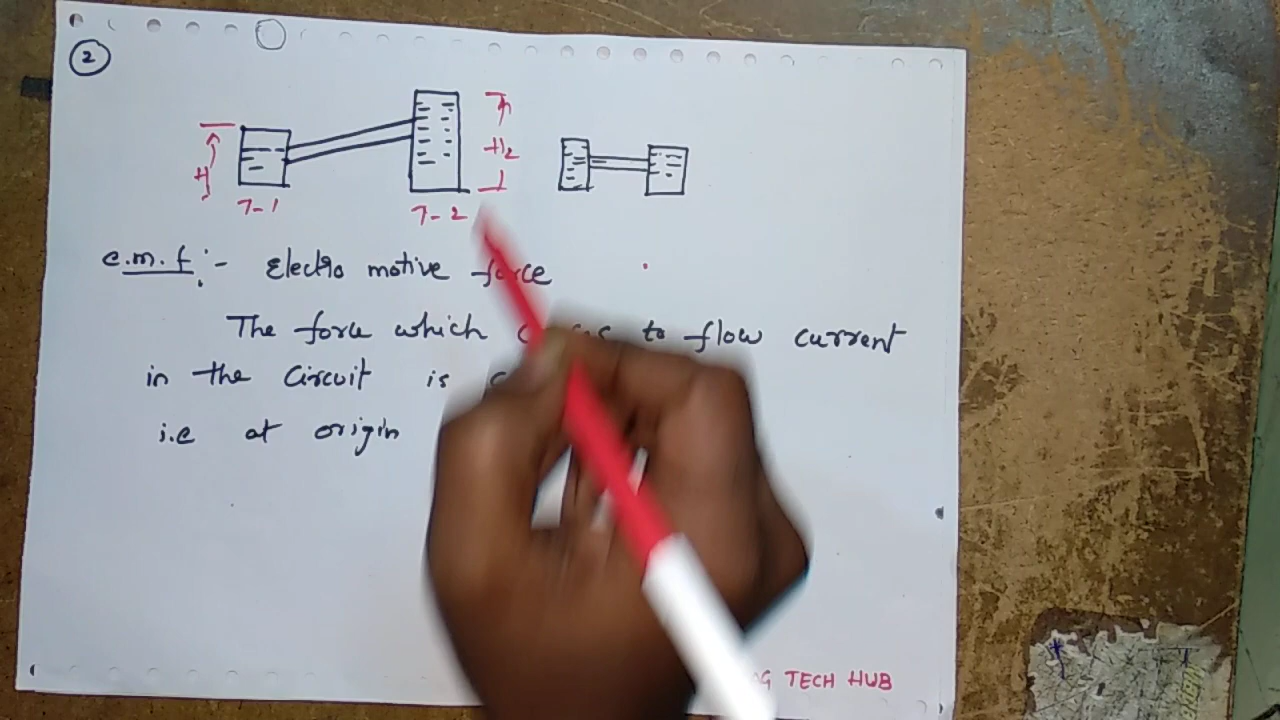 2
H
H2
T-1
T-2
e.m.f :- Electro motive force
The force which to flow current
in the Circuit is
i.e at origin
TECH HUB